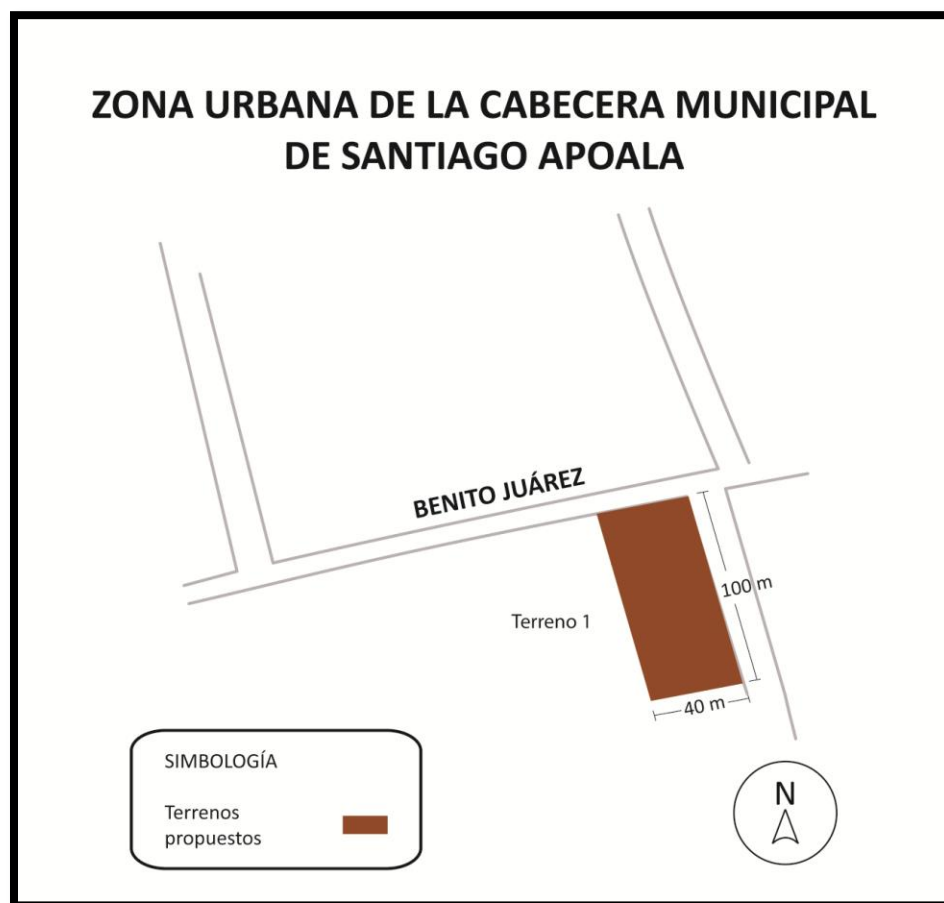 ZONA URBANA DE LA CABECERA MUNICIPAL
DE SANTIAGO APOALA
BENITO JUÁREZ
100 m
Terreno 1
40 m
SIMBOLOGÍA
Terrenos
propuestos
N